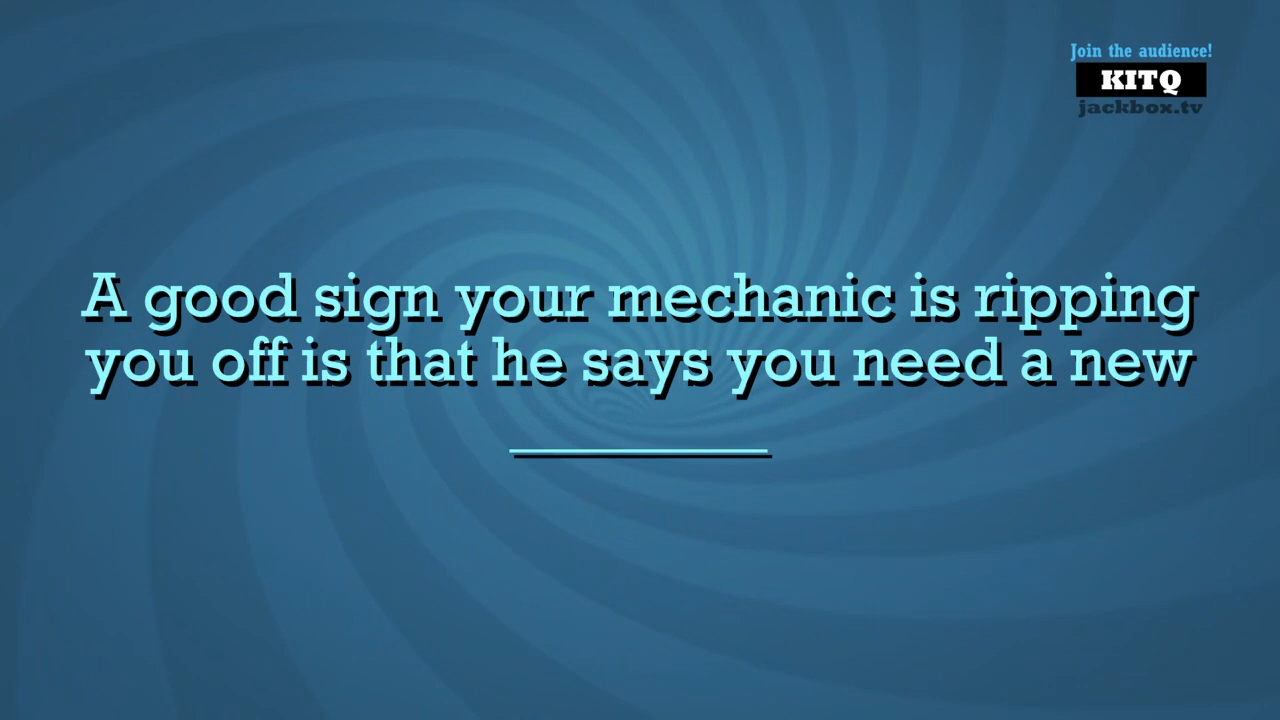 Join the audience!
KITQ
jackbox.tv
A good sign your mechanic is ripping
you off is that he says you need a new